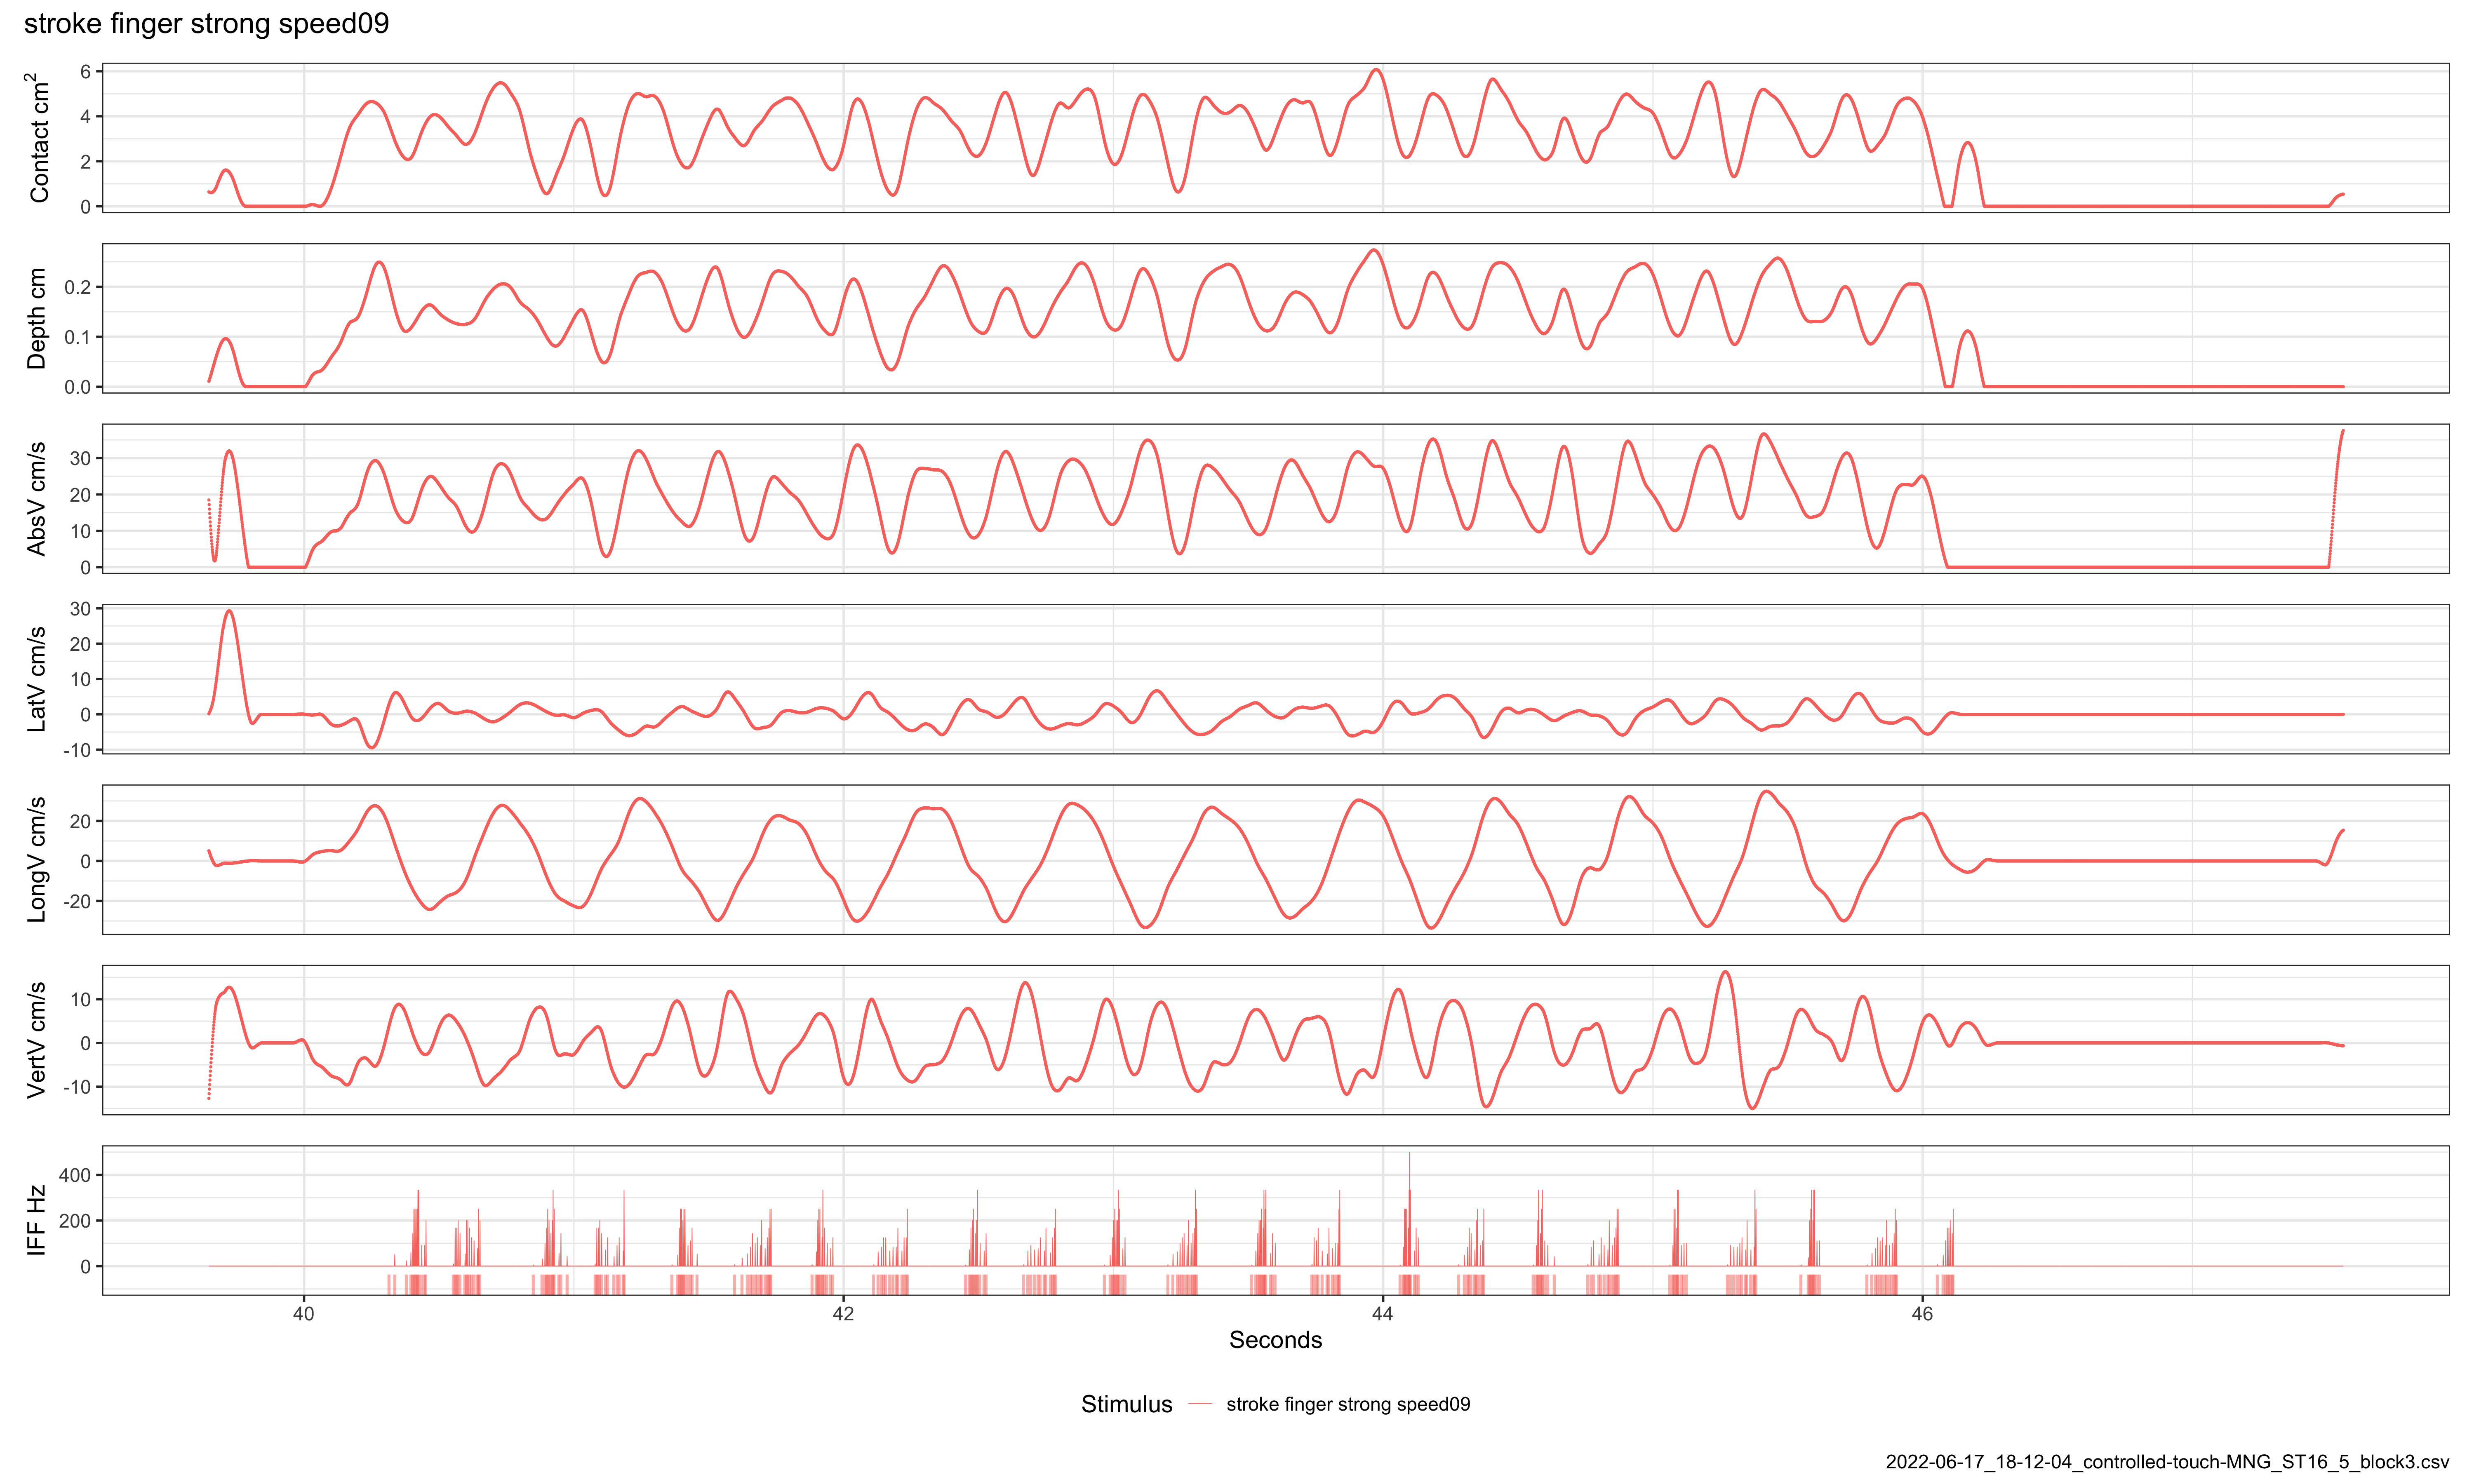 stroke finger strong speed09
Contact cm²
6
4
2
0
Depth cm
0.2
0.1
0.0
AbsV cm/s
30
20
10
0
LatV cm/s
30
20
10
0
-10
LongV cm/s
20
0
-20
VertV cm/s
10
0
-10
IFF Hz
400
200
0
40 42 44 46
Seconds
Stimulus stroke finger strong speed09
2022-06-17_18-12-04_controlled-touch-MNG_ST16_5_block3.csv